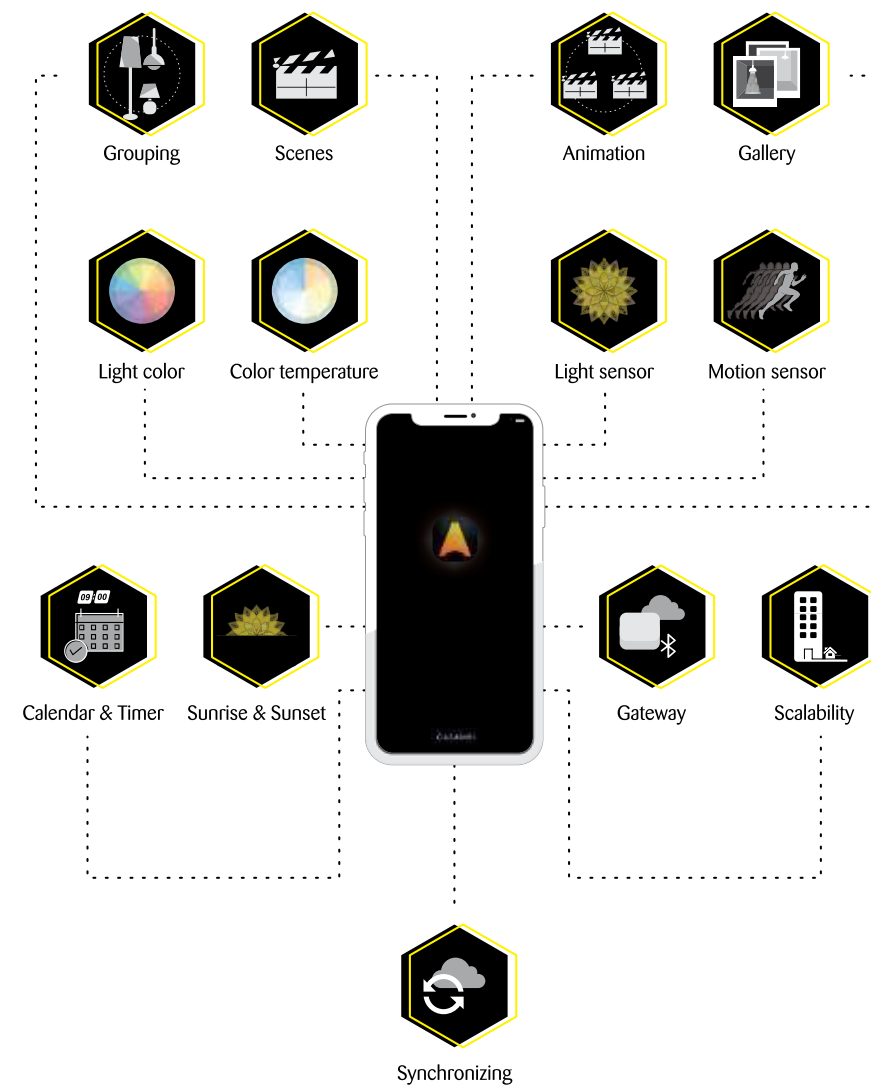 Grouping
Scenes
Animation
Gallery
Light color
Color temperature
Light sensor
Motion sensor
09:00
Calendar & Timer
Sunrise & Sunset
Gateway
Scalability
Synchronizing